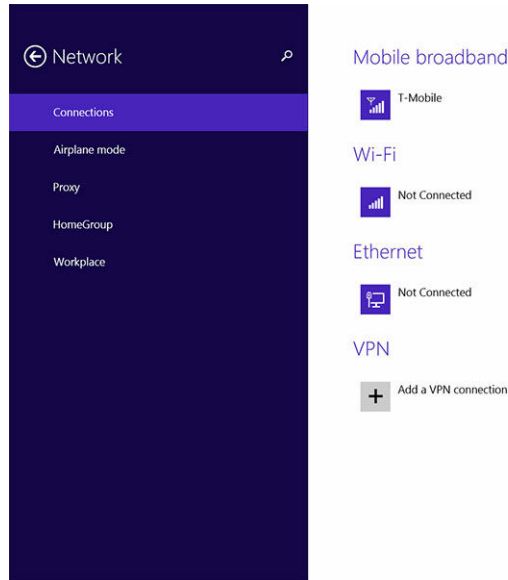 Network
Connections
Airplane mode
Proxy
HomeGroup
Workplace
Mobile broadband
T-Mobile
Wi-Fi
Not Connected
Ethernet
Not Connected
VPN
Add a VPN connection